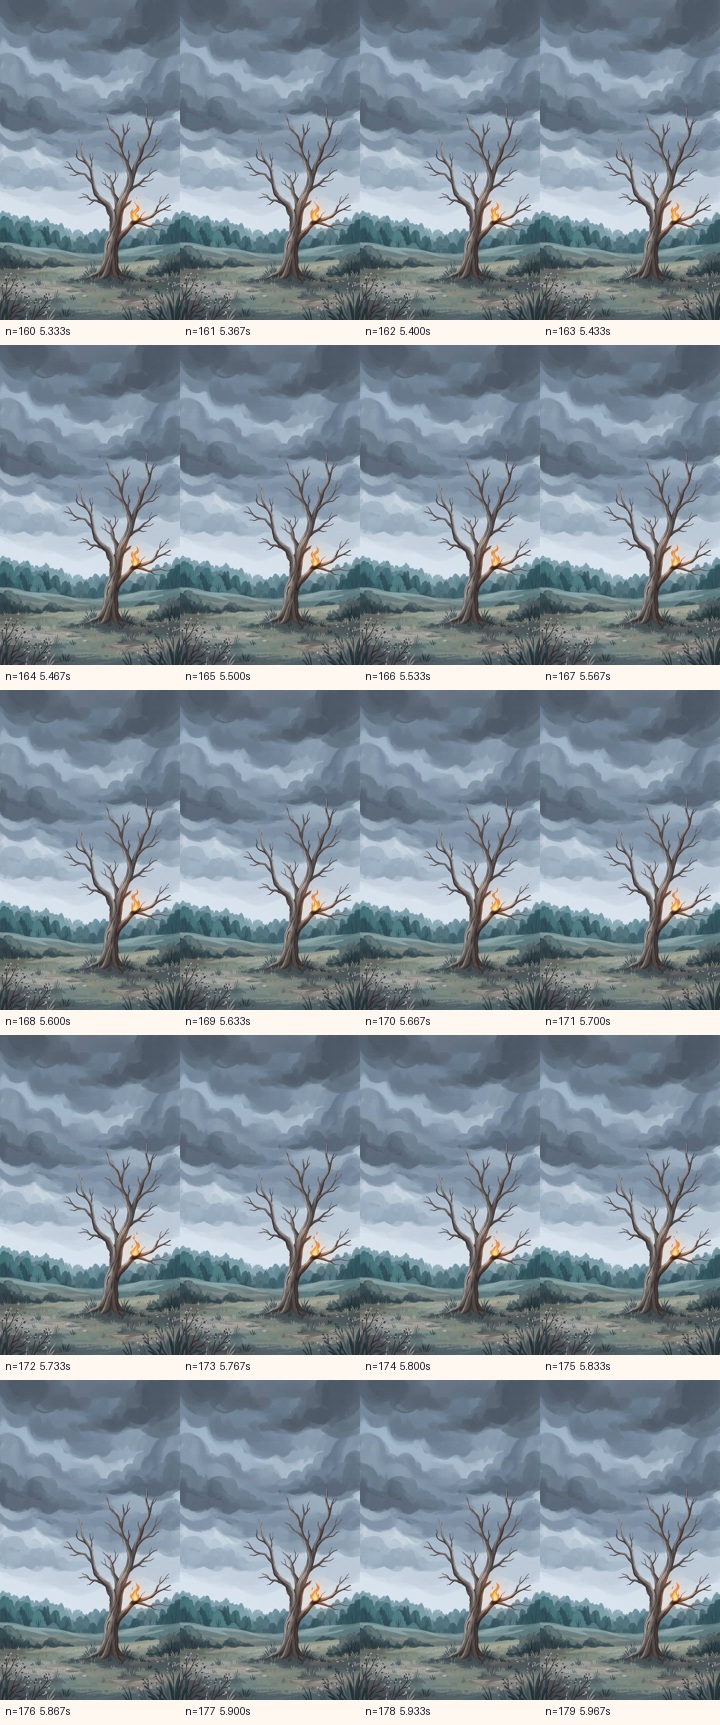 n=160 5.333s n=161 5.367s n=162 5.400s n=163 5.433s
n=164 5.467s n=165 5.500s n=166 5.533s n=167 5.567s
n=168 5.600s n=169 5.633s n=170 5.667s n=171 5.700s
n=172 5.733s n=173 5.767s n=174 5.800s n=175 5.833s
n=176 5.867s n=177 5.900s n=178 5.933s n=179 5.967s